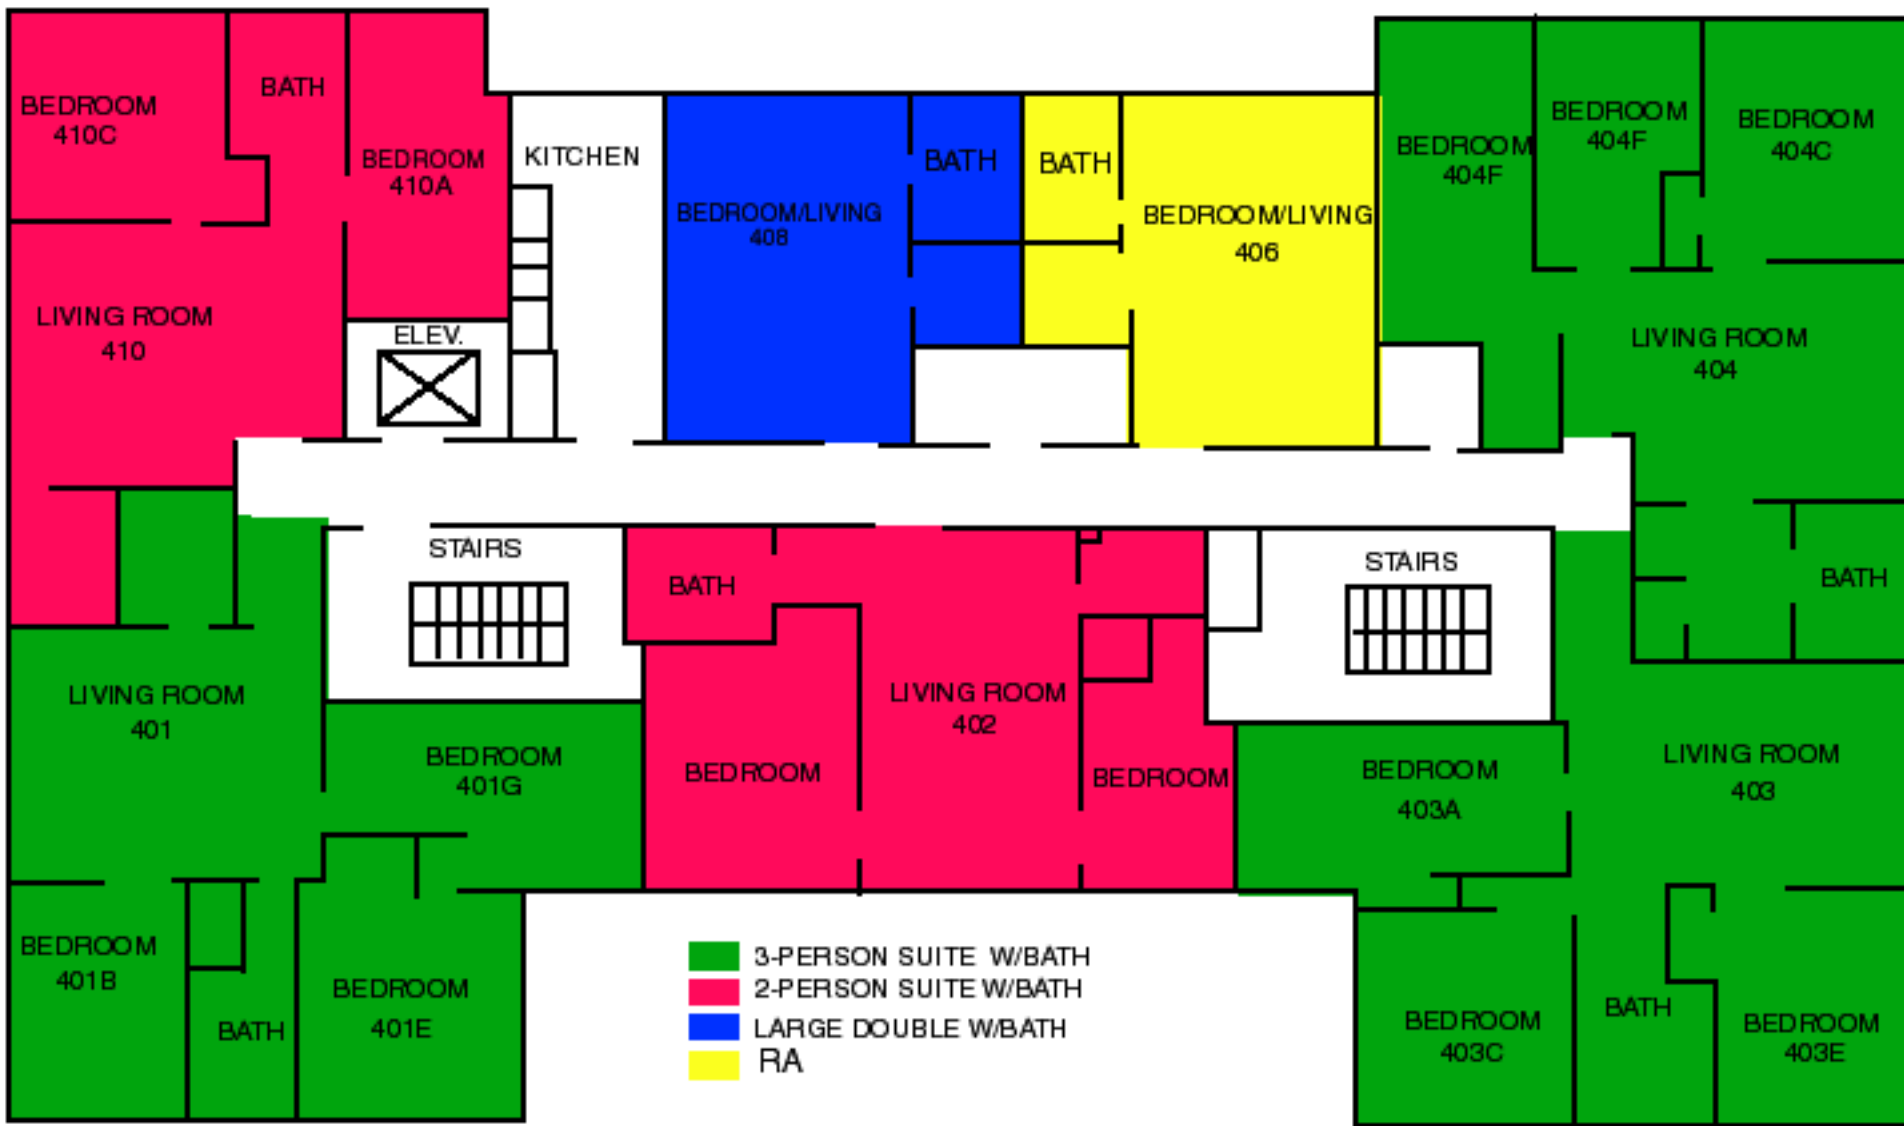 BEDROOM
410C
BATH
BEDROOM
410A
KITCHEN
BEDROOM/LIVING
408
BATH
BATH
BEDROOM/LIVING
406
BEDROOM
404F
BEDROOM
404F
BEDROOM
404C
LIVING ROOM
410
ELEV.
LIVING ROOM
404
STAIRS
BATH
STAIRS
BATH
LIVING ROOM
401
BEDROOM
401G
BEDROOM
LIVING ROOM
402
BEDROOM
BEDROOM
403A
LIVING ROOM
403
BEDROOM
401B
BATH
BEDROOM
401E
3-PERSON SUITE W/BATH
2-PERSON SUITE W/BATH
LARGE DOUBLE W/BATH
RA
BEDROOM
403C
BATH
BEDROOM
403E